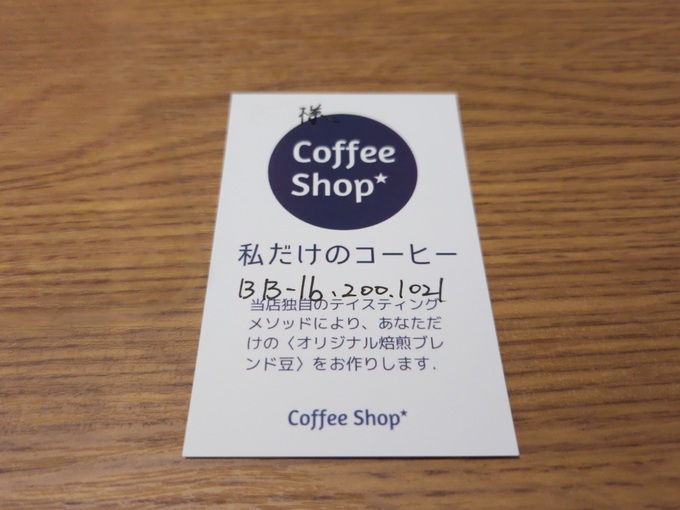 様
Coffee
Shop★
私だけのコーヒー
BB-16.200.1021
当店独自のテイスティング
メソッドにより、あなただ
けの〈オリジナル焙煎ブレ
ンド豆〉をお作りします.
Coffee Shop★